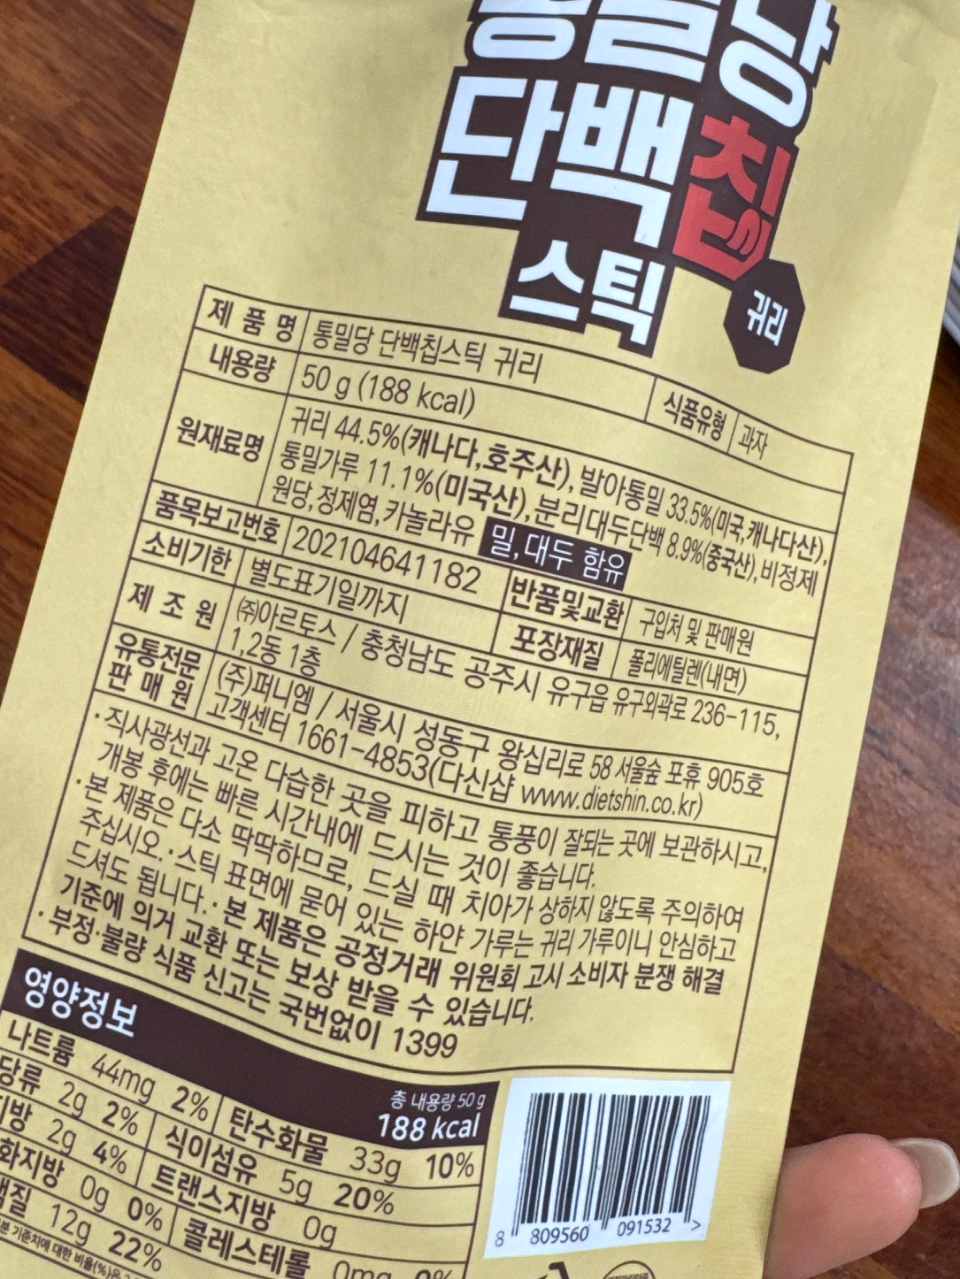 통밀당
단백칩
스틱
귀리
제 품 명 통밀당 단백칩스틱 귀리 식품유형 과자
내용량 50 g (188 kcal)
원재료명 귀리 44.5%(캐나다,호주산), 발아통밀 33.5%(미국,캐나다산),
통밀가루 11.1%(미국산), 분리대두단백 8.9%(중국산), 비정제
원당, 정제염, 카놀라유 밀, 대두 함유
품목보고번호 202104641182 반품및교환 구입처 및 판매원
소비기한 별도표기일까지 포장재질 폴리에틸렌(내면)
제 조 원 ㈜아르토스 / 충청남도 공주시 유구읍 유구외곽로 236-115,
1,2동 1층
유통전문 판 매 원 (주)퍼니엠 / 서울시 성동구 왕십리로 58 서울숲 포휴 905호
고객센터 1661-4853(다신샵 www.dietshin.co.kr)
·직사광선과 고온 다습한 곳을 피하고 통풍이 잘되는 곳에 보관하시고,
개봉 후에는 빠른 시간내에 드시는 것이 좋습니다.
·본 제품은 다소 딱딱하므로, 드실 때 치아가 상하지 않도록 주의하여
주십시오. ·스틱 표면에 묻어 있는 하얀 가루는 귀리 가루이니 안심하고
드셔도 됩니다. ·본 제품은 공정거래 위원회 고시 소비자 분쟁 해결
기준에 의거 교환 또는 보상 받을 수 있습니다.
·부정·불량 식품 신고는 국번없이 1399
영양정보
총 내용량 50 g
188 kcal
나트륨 44mg 2% 탄수화물 33g 10%
당류 2g 2% 식이섬유 5g 20%
지방 2g 4% 트랜스지방 0g
화지방 0g 0% 콜레스테롤 0mg 0%
백질 12g 22%
기준치에 대한 비율(%)은
8 809560 091532 >